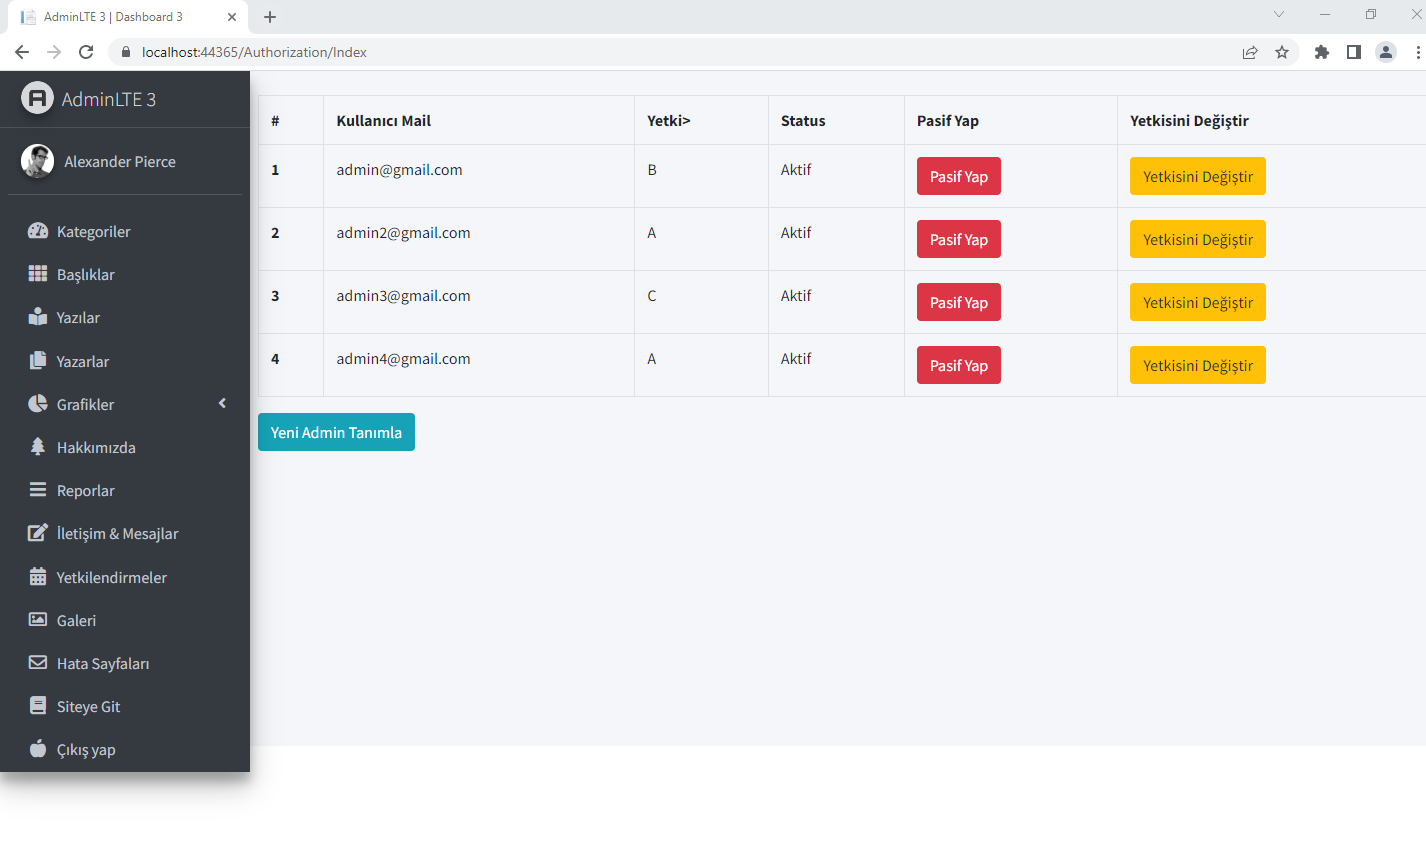 AdminLTE 3 | Dashboard 3
localhost:44365/Authorization/Index
AdminLTE 3
Alexander Pierce
Kategoriler
Başlıklar
Yazılar
Yazarlar
Grafikler
Hakkımızda
Reporlar
İletişim & Mesajlar
Yetkilendirmeler
Galeri
Hata Sayfaları
Siteye Git
Çıkış yap
# Kullanıcı Mail Yetki> Status Pasif Yap Yetkisini Değiştir
1 admin@gmail.com B Aktif Pasif Yap Yetkisini Değiştir
2 admin2@gmail.com A Aktif Pasif Yap Yetkisini Değiştir
3 admin3@gmail.com C Aktif Pasif Yap Yetkisini Değiştir
4 admin4@gmail.com A Aktif Pasif Yap Yetkisini Değiştir
Yeni Admin Tanımla